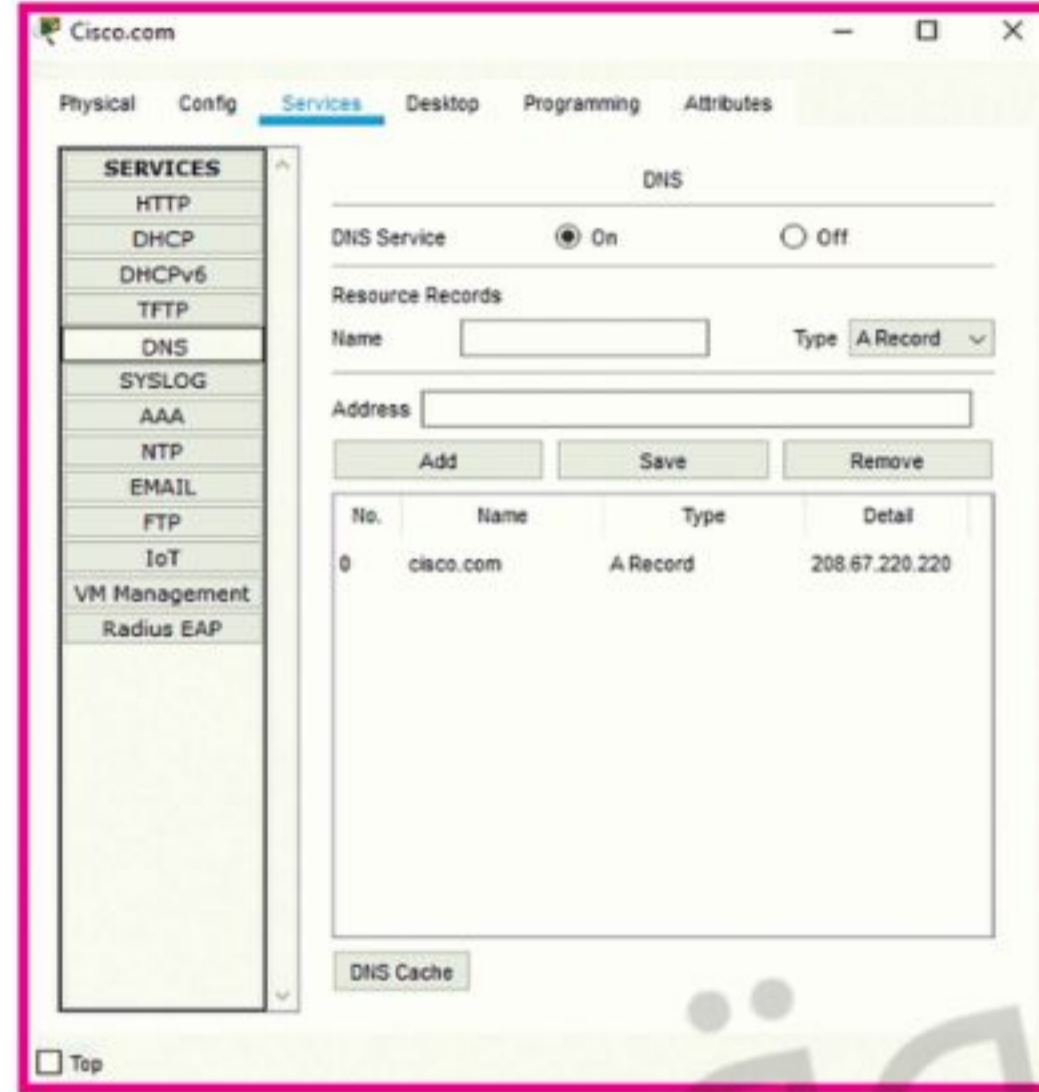 Cisco.com
Physical Config Services Desktop Programming Attributes
SERVICES
HTTP
DHCP
DHCPv6
TFTP
DNS
SYSLOG
AAA
NTP
EMAIL
FTP
IoT
VM Management
Radius EAP
DNS
DNS Service On Off
Resource Records
Name Type A Record
Address
Add Save Remove
No. Name Type Detail
0 cisco.com A Record 208.67.220.220
DNS Cache
Top